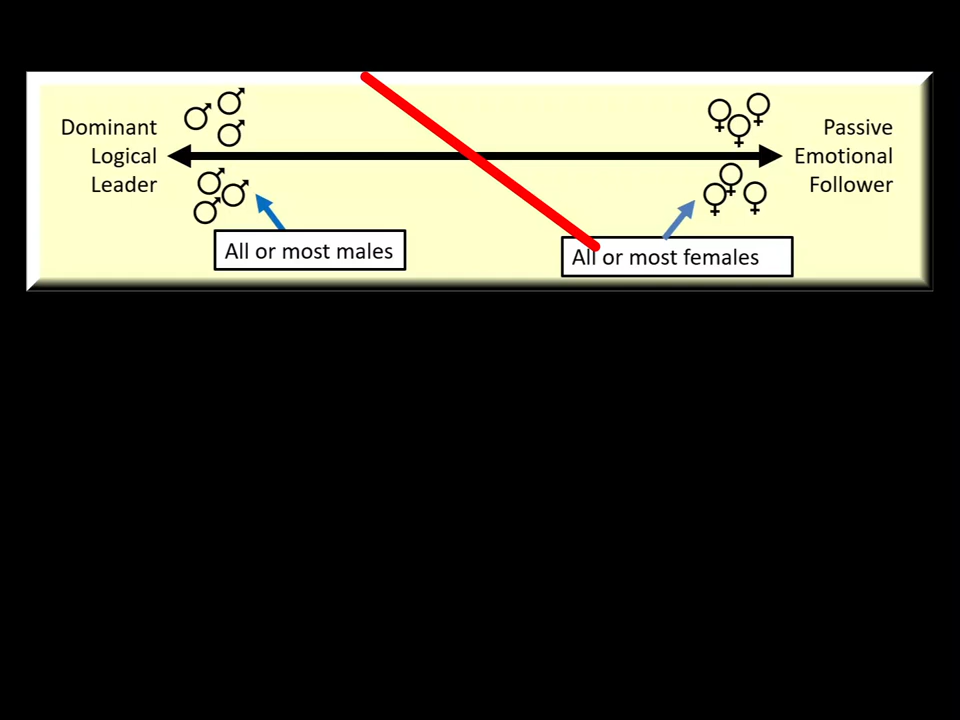 Dominant
Logical
Leader
Passive
Emotional
Follower
All or most males
All or most females